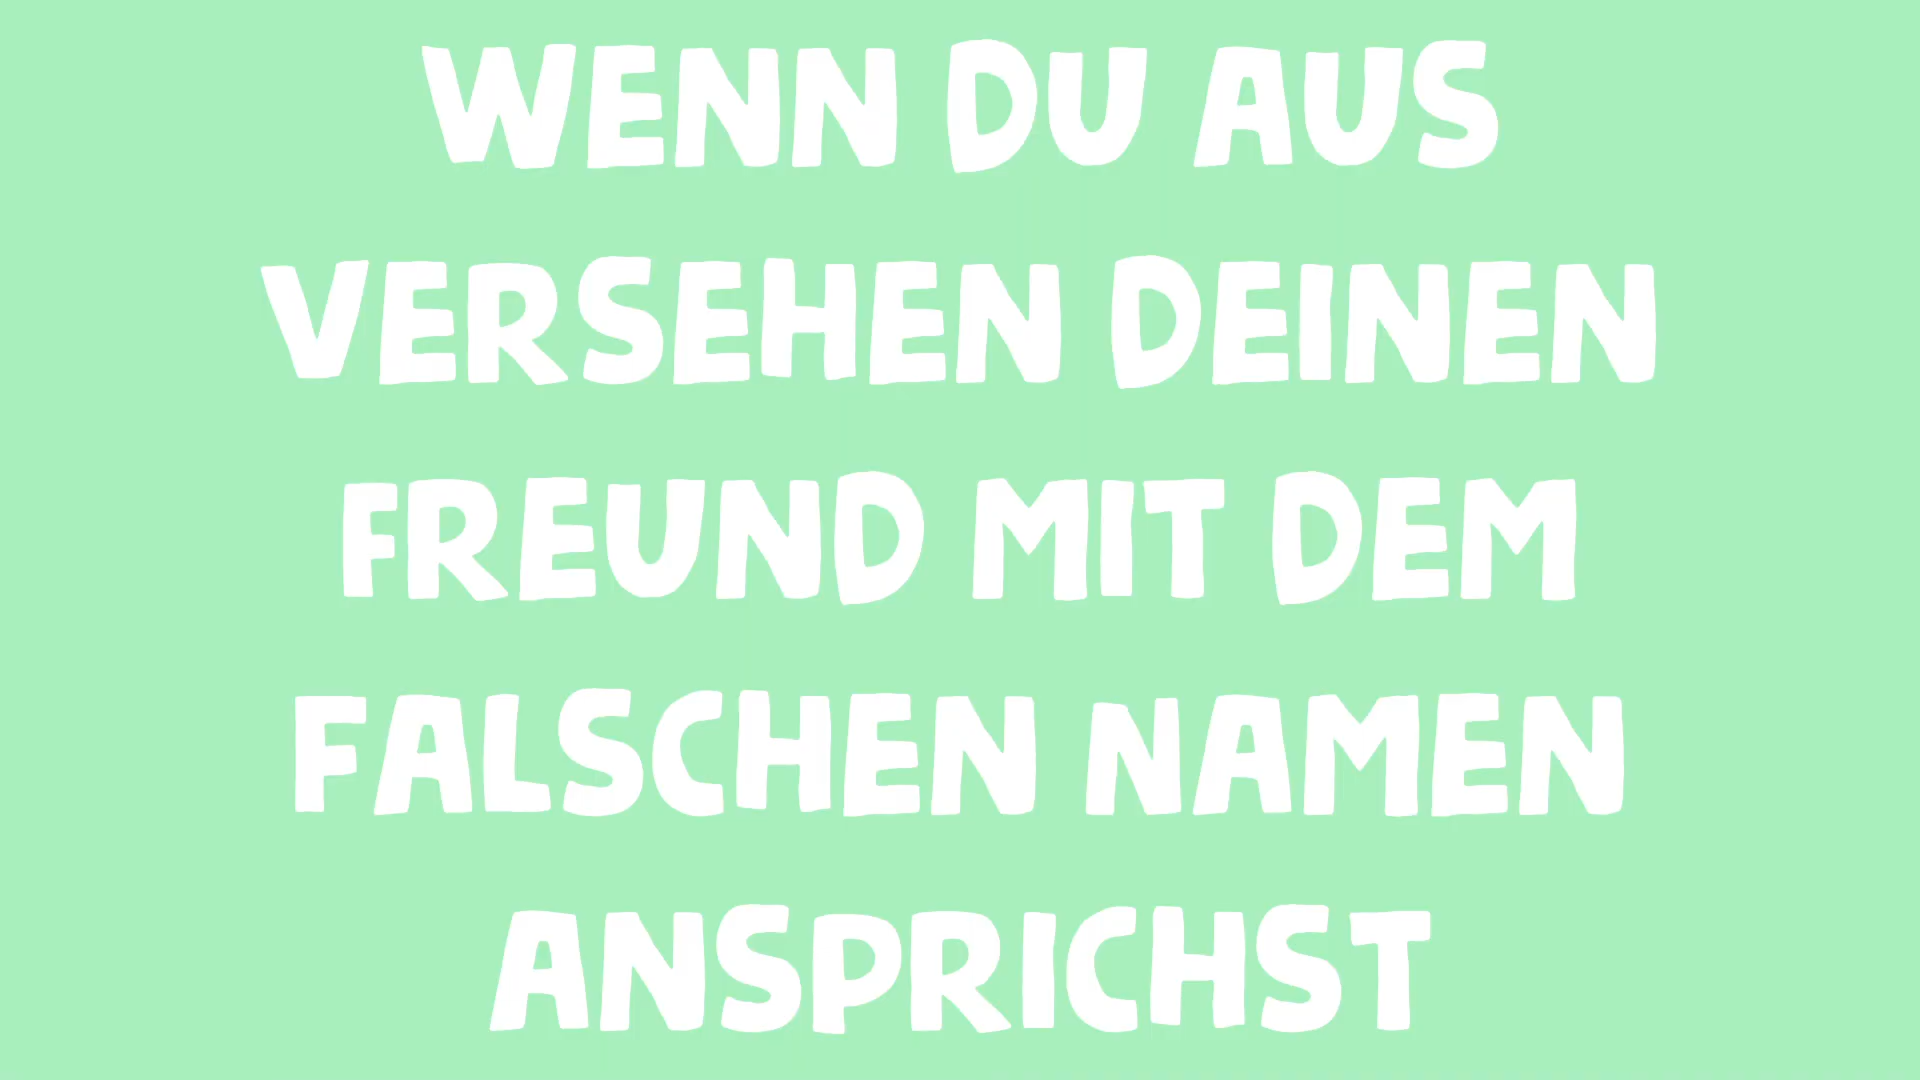 WENN DU AUS
VERSEHEN DEINEN
FREUND MIT DEM
FALSCHEN NAMEN
ANSPRICHST